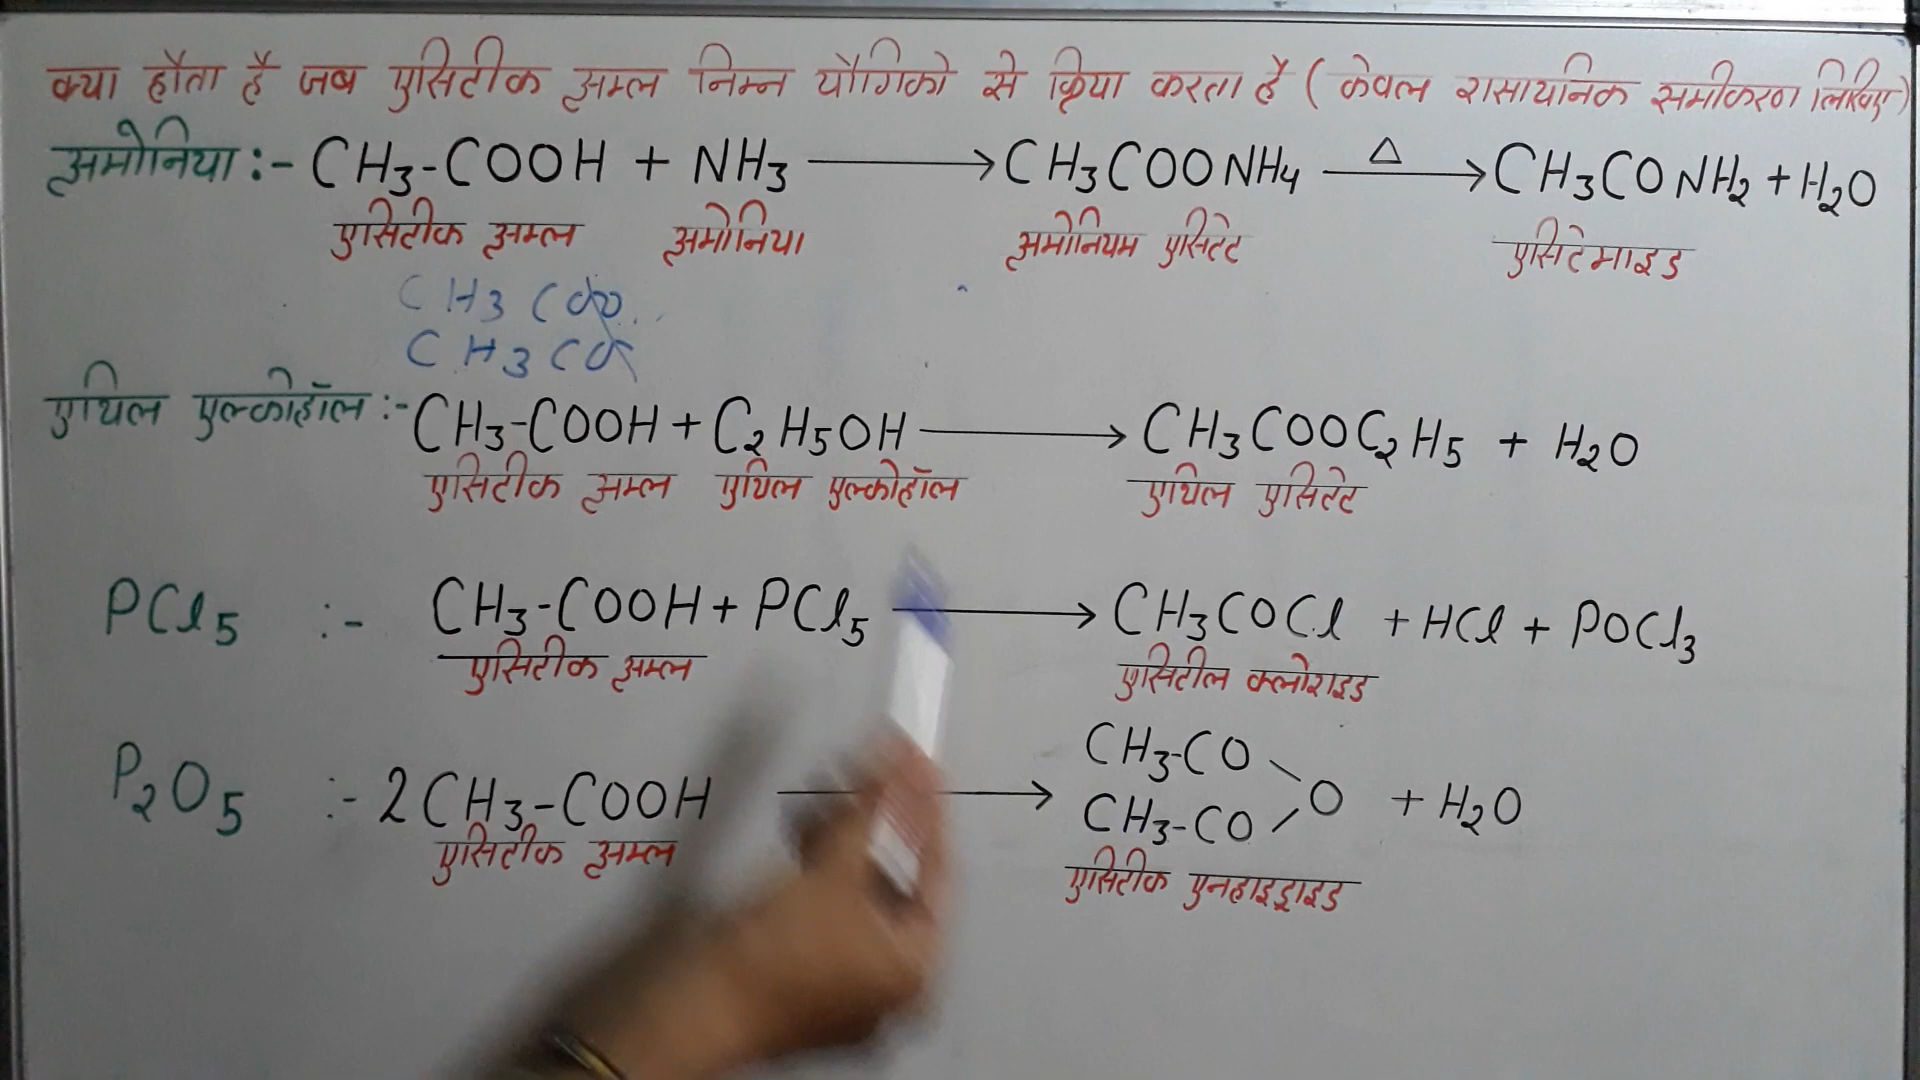 क्या होता है जब एसिटीक अम्ल निम्न यौगिको से क्रिया करता है ( केवल रासायनिक समीकरण लिखिए)
अमोनिया :- CH3-COOH + NH3 ⟶ CH3COONH4 △⟶ CH3CONH2 + H2O
एसिटीक अम्ल अमोनिया अमोनियम एसिटेट एसिटेमाइड
CH3 CO
CH3 CO
एथिल एल्कोहॉल :- CH3-COOH + C2H5OH ⟶ CH3COOC2H5 + H2O
एसिटीक अम्ल एथिल एल्कोहॉल एथिल एसिटेट
PCl5 :- CH3-COOH + PCl5 ⟶ CH3COCl + HCl + POCl3
एसिटीक अम्ल एसिटील क्लोराइड
CH3-CO
P2O5 :- 2CH3-COOH ⟶ O + H2O
CH3-CO
एसिटीक अम्ल एसिटीक एनहाइड्राइड